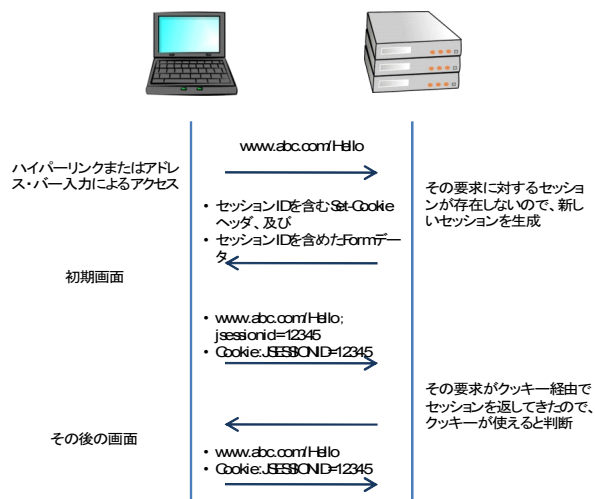 www.abc.com/Hello
ハイパーリンクまたはアドレ
ス・バー入力によるアクセス
その要求に対するセッショ
ンが存在しないので、新し
いセッションを生成
• セッションIDを含むSet-Cookie
ヘッダ、及び
• セッションIDを含めたFormデー
タ
初期画面
• www.abc.com/Hello;
jsessionid=12345
• Cookie:JSESSIONID=12345
その要求がクッキー経由で
セッションを返してきたので、
クッキーが使えると判断
その後の画面
• www.abc.com/Hello
• Cookie:JSESSIONID=12345